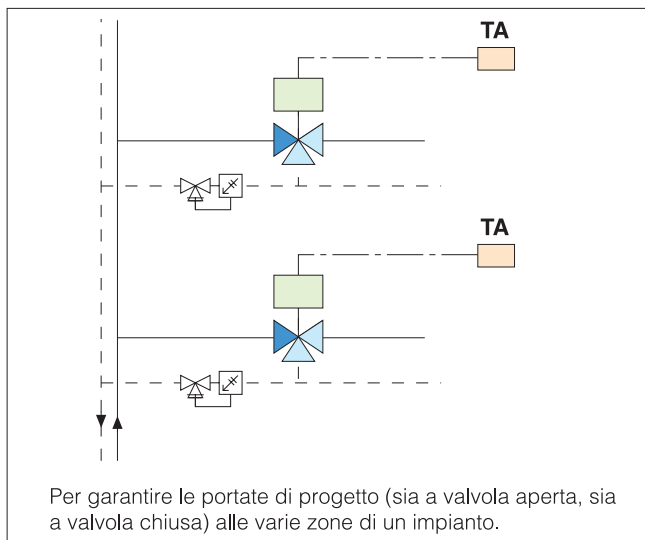 TA
TA
Per garantire le portate di progetto (sia a valvola aperta, sia
a valvola chiusa) alle varie zone di un impianto.